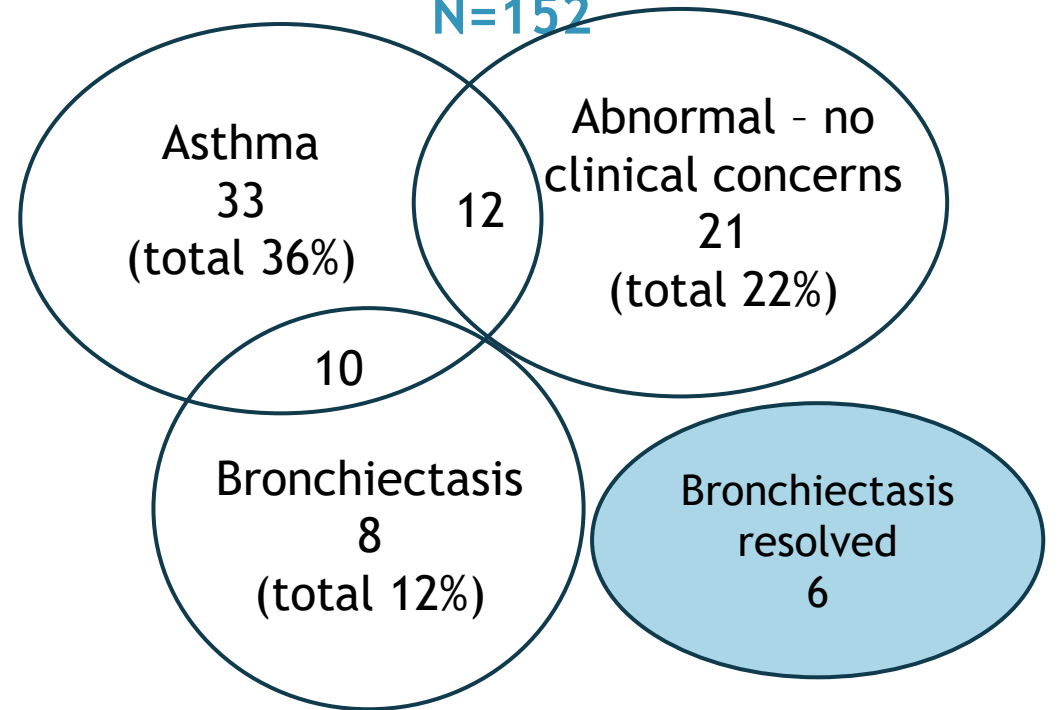 N=152
Asthma
33
(total 36%)
12
Abnormal – no
clinical concerns
21
(total 22%)
10
Bronchiectasis
8
(total 12%)
Bronchiectasis
resolved
6